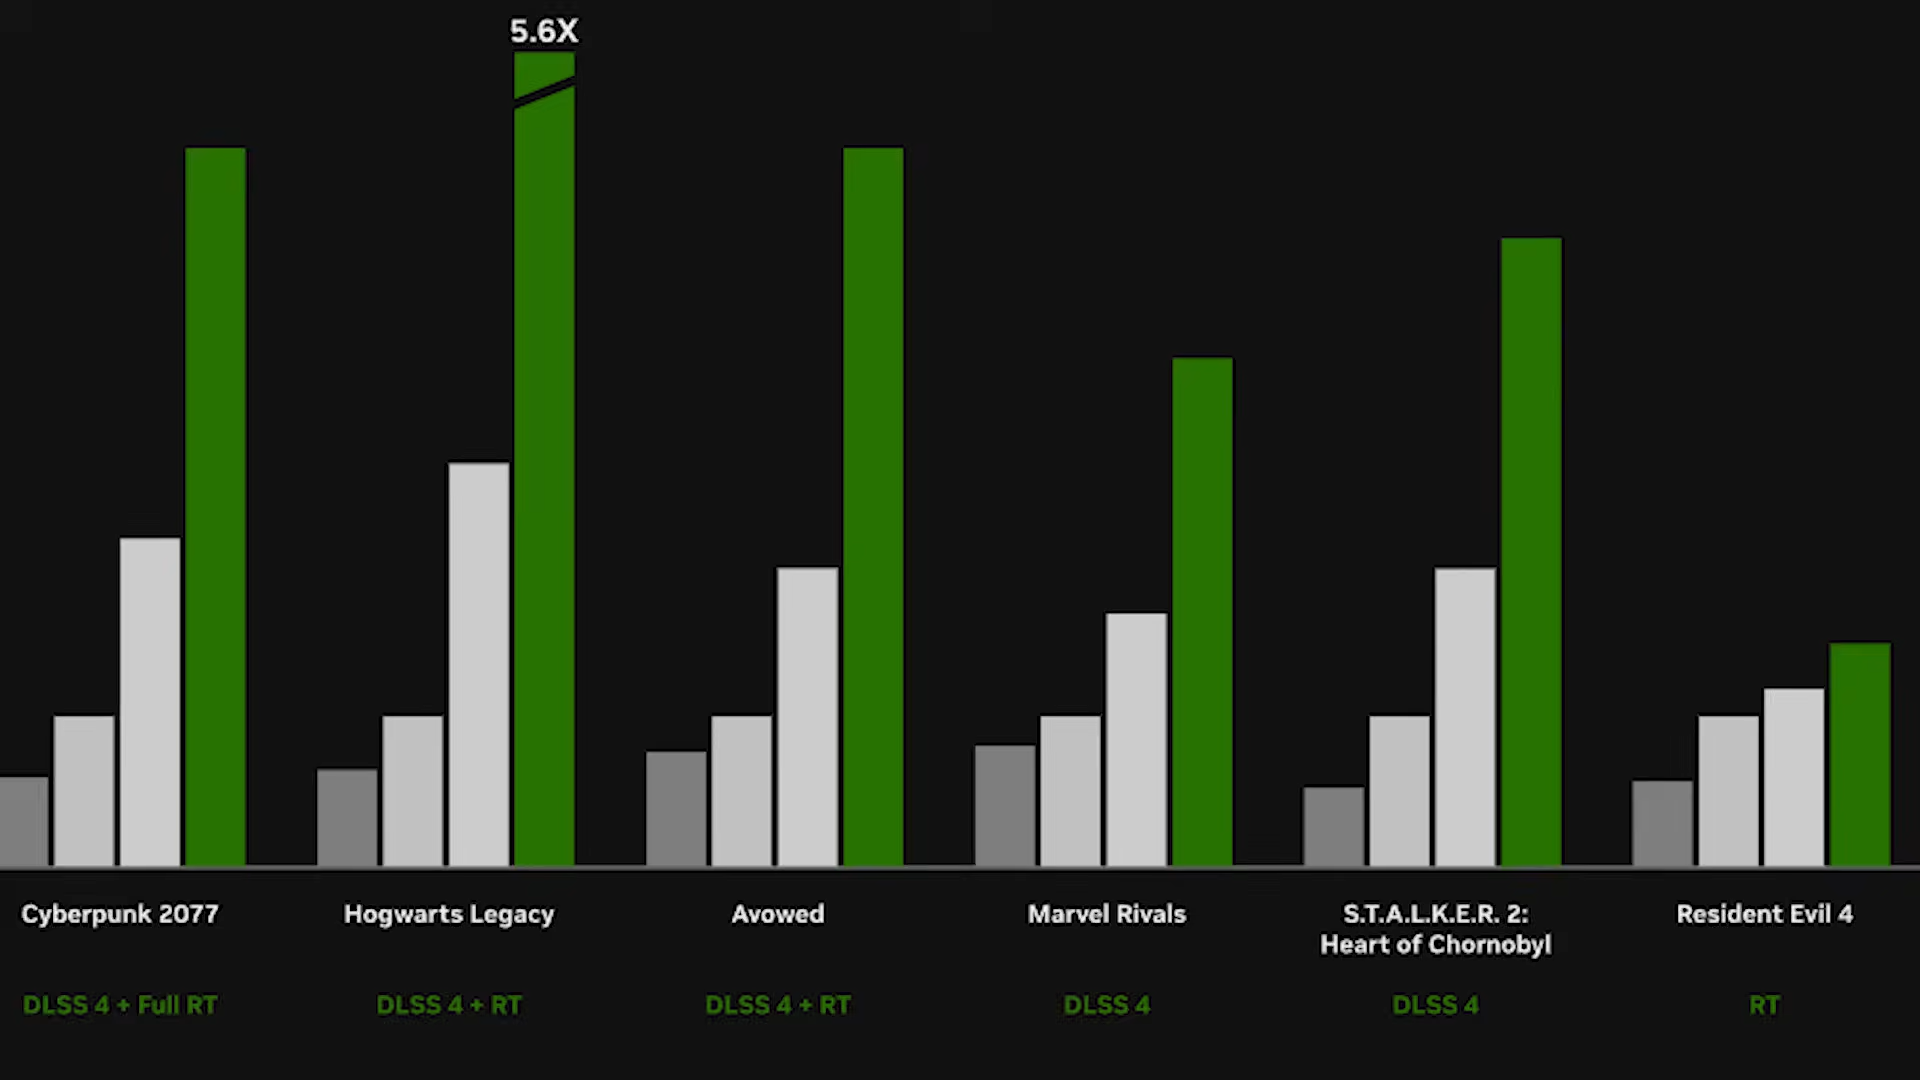 5.6X
Cyberpunk 2077
Hogwarts Legacy
Avowed
Marvel Rivals
S.T.A.L.K.E.R. 2:
Heart of Chornobyl
Resident Evil 4
DLSS 4 + Full RT
DLSS 4 + RT
DLSS 4 + RT
DLSS 4
DLSS 4
RT